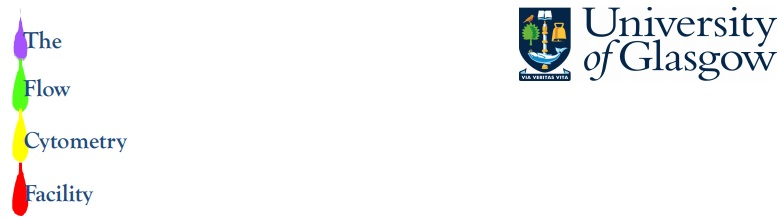 The
Flow
Cytometry
Facility
University
of Glasgow
VIA VERITAS VITA